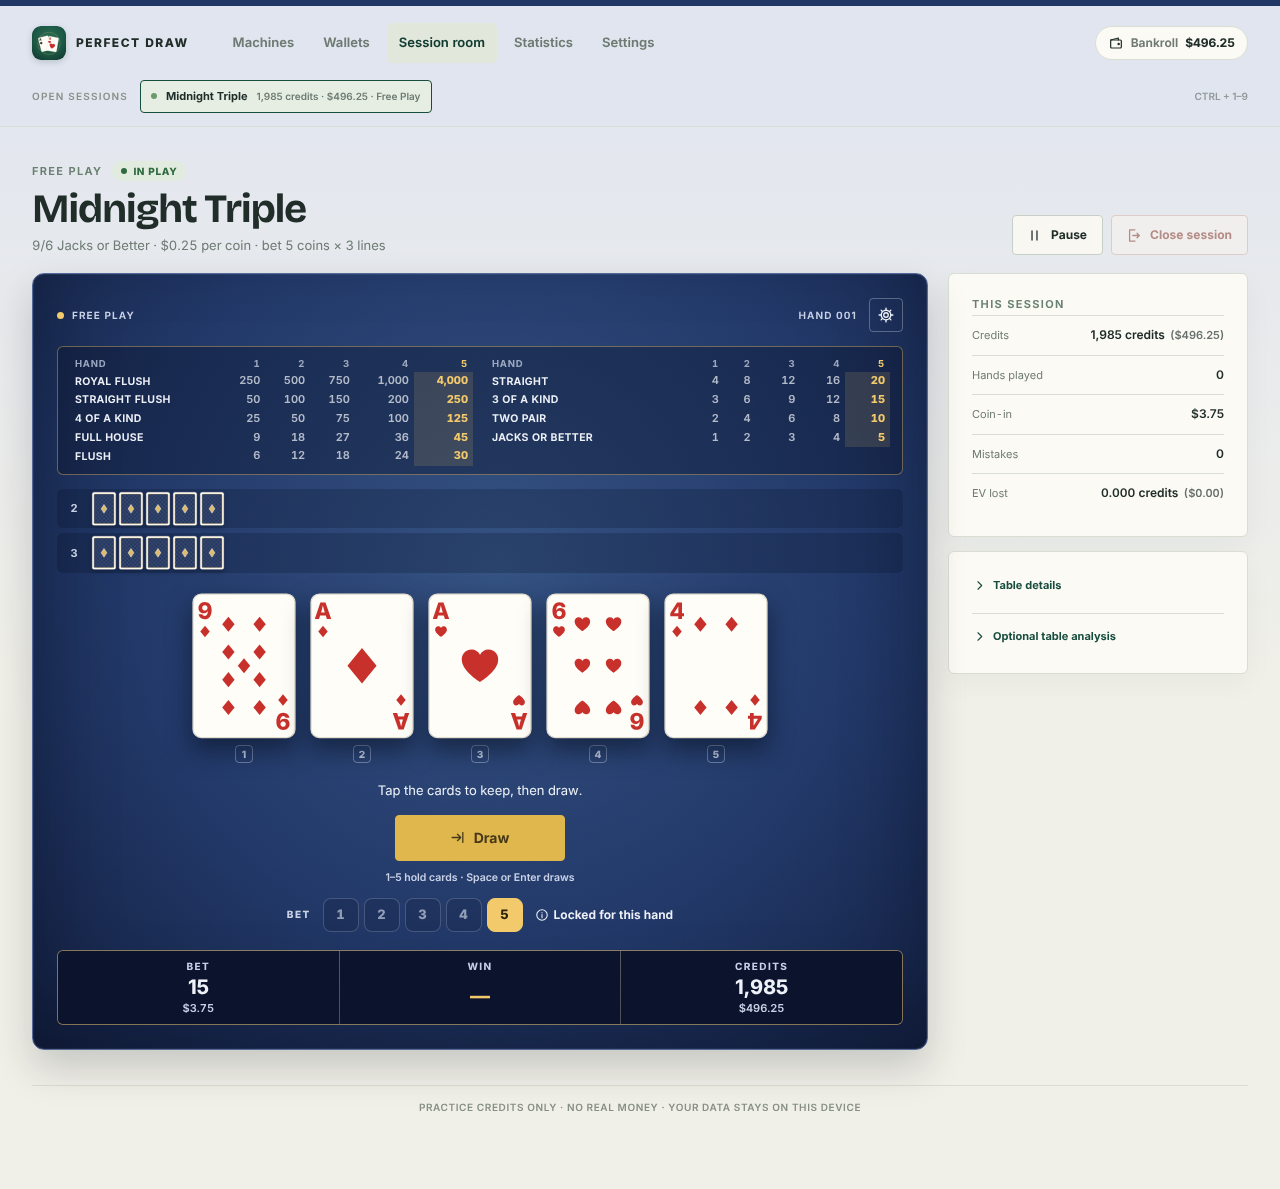 PERFECT DRAW
Machines Wallets Session room Statistics Settings
Bankroll $496.25
OPEN SESSIONS Midnight Triple 1,985 credits · $496.25 · Free Play CTRL + 1–9
FREE PLAY IN PLAY
Midnight Triple
9/6 Jacks or Better · $0.25 per coin · bet 5 coins × 3 lines
Pause Close session
FREE PLAY HAND 001
HAND 1 2 3 4 5
ROYAL FLUSH 250 500 750 1,000 4,000
STRAIGHT FLUSH 50 100 150 200 250
4 OF A KIND 25 50 75 100 125
FULL HOUSE 9 18 27 36 45
FLUSH 6 12 18 24 30
HAND 1 2 3 4 5
STRAIGHT 4 8 12 16 20
3 OF A KIND 3 6 9 12 15
TWO PAIR 2 4 6 8 10
JACKS OR BETTER 1 2 3 4 5
2
3
9 A A 6 4
9 A A 6 4
1 2 3 4 5
Tap the cards to keep, then draw.
Draw
1–5 hold cards · Space or Enter draws
BET 1 2 3 4 5 Locked for this hand
BET WIN CREDITS
15 — 1,985
$3.75 $496.25
THIS SESSION
Credits 1,985 credits ($496.25)
Hands played 0
Coin-in $3.75
Mistakes 0
EV lost 0.000 credits ($0.00)
Table details
Optional table analysis
PRACTICE CREDITS ONLY · NO REAL MONEY · YOUR DATA STAYS ON THIS DEVICE